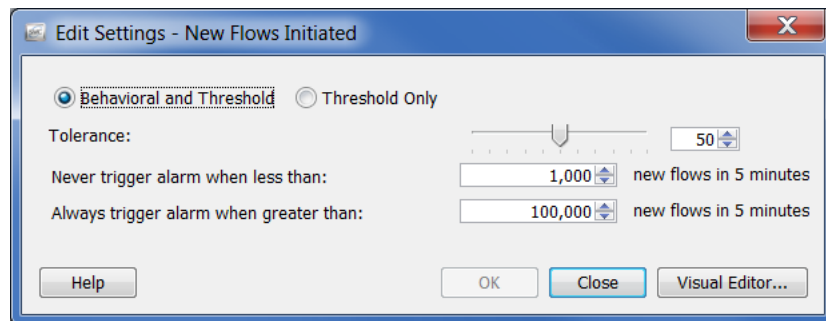 Edit Settings - New Flows Initiated
X
Behavioral and Threshold Threshold Only
Tolerance: 50
Never trigger alarm when less than: 1,000 new flows in 5 minutes
Always trigger alarm when greater than: 100,000 new flows in 5 minutes
Help OK Close Visual Editor...